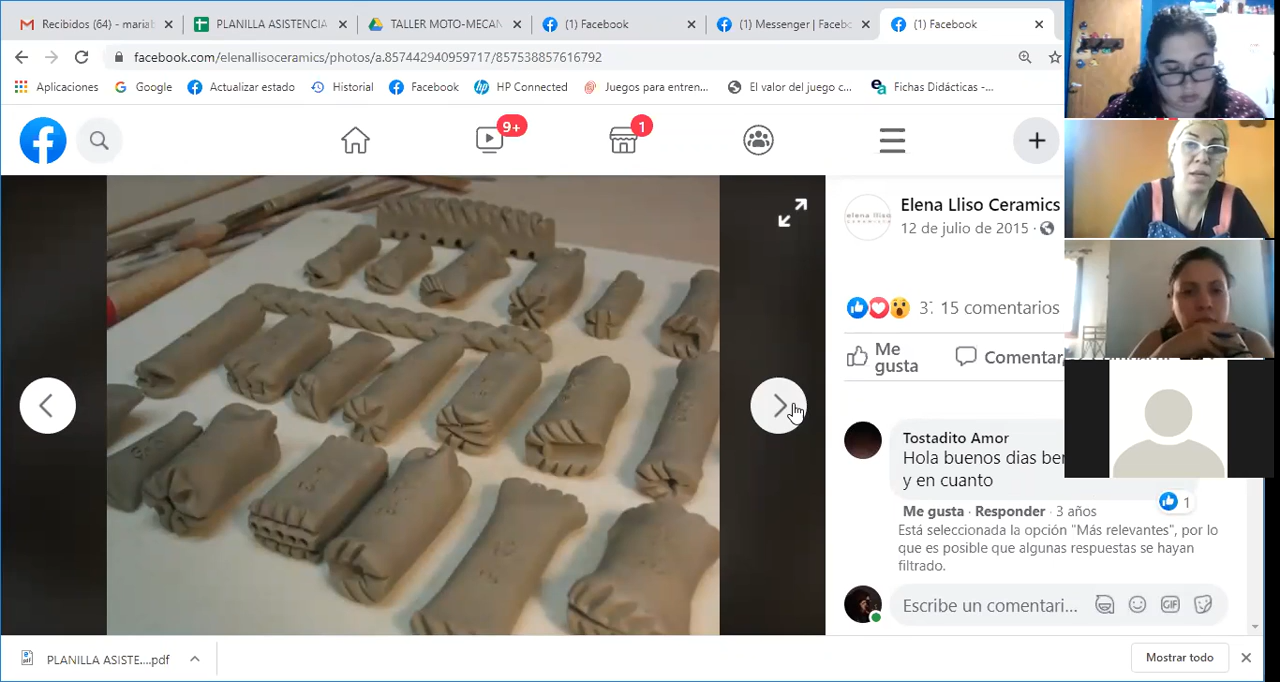 Recibidos (64) - mariab
PLANILLA ASISTENCIA
TALLER MOTO-MECAN
(1) Facebook
(1) Messenger | Facebo
(1) Facebook
facebook.com/elenallisoceramics/photos/a.857442940959717/857538857616792
Aplicaciones
Google
Actualizar estado
Historial
Facebook
HP Connected
Juegos para entren...
El valor del juego c...
Fichas Didácticas -...
9+
1
Elena Lliso Ceramics
elena lliso
12 de julio de 2015 ·
15 comentarios
Me gusta
Comentar
Tostadito Amor
Hola buenos dias
y en cuanto
1
Me gusta · Responder · 3 años
Está seleccionada la opción "Más relevantes", por lo
que es posible que algunas respuestas se hayan
filtrado.
Escribe un comentari...
GIF
PLANILLA ASISTE....pdf
Mostrar todo